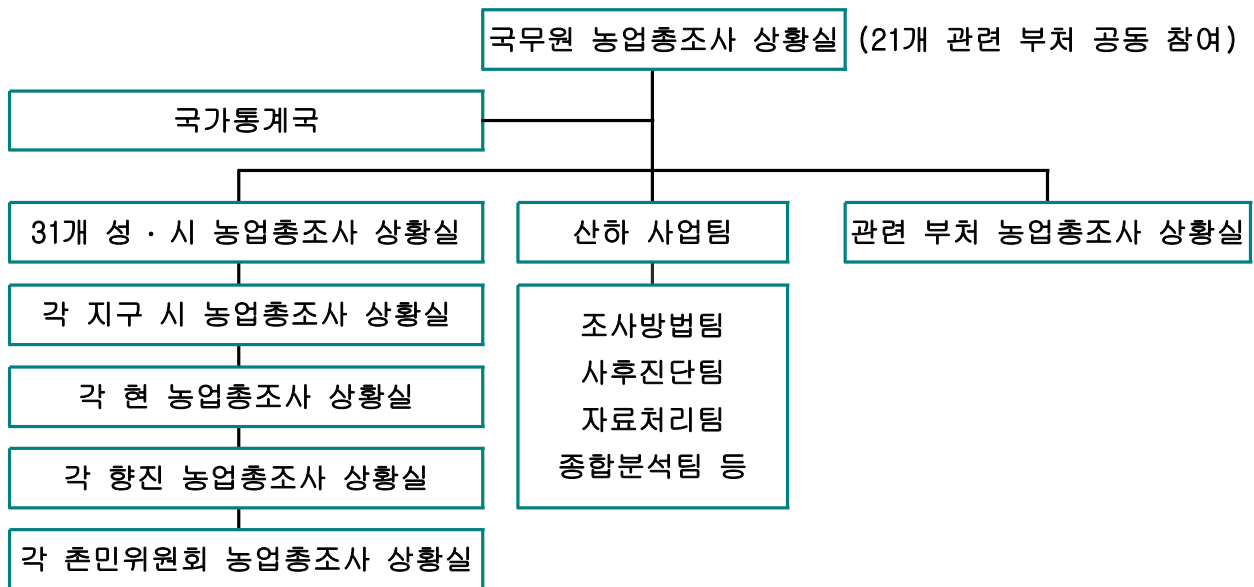 국무원 농업총조사 상황실 (21개 관련 부처 공동 참여)
국가통계국
31개 성 · 시 농업총조사 상황실
산하 사업팀
관련 부처 농업총조사 상황실
각 지구 시 농업총조사 상황실
각 현 농업총조사 상황실
각 향진 농업총조사 상황실
각 촌민위원회 농업총조사 상황실
조사방법팀
사후진단팀
자료처리팀
종합분석팀 등